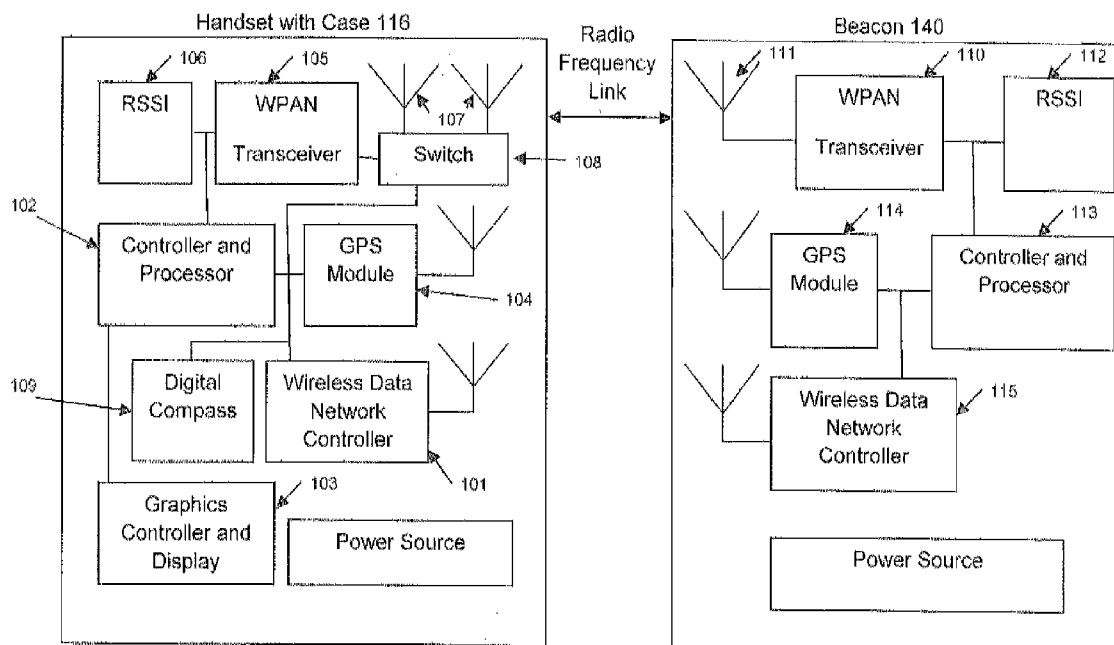 Handset with Case 116
Radio
Frequency
Link
Beacon 140
106
105
RSSI
WPAN
Transceiver
107
Switch
108
102
Controller and
Processor
GPS
Module
104
109
Digital
Compass
Wireless Data
Network
Controller
101
103
Graphics
Controller and
Display
Power Source
111
110
112
WPAN
Transceiver
RSSI
114
113
GPS
Module
Controller and
Processor
Wireless Data
Network
Controller
115
Power Source